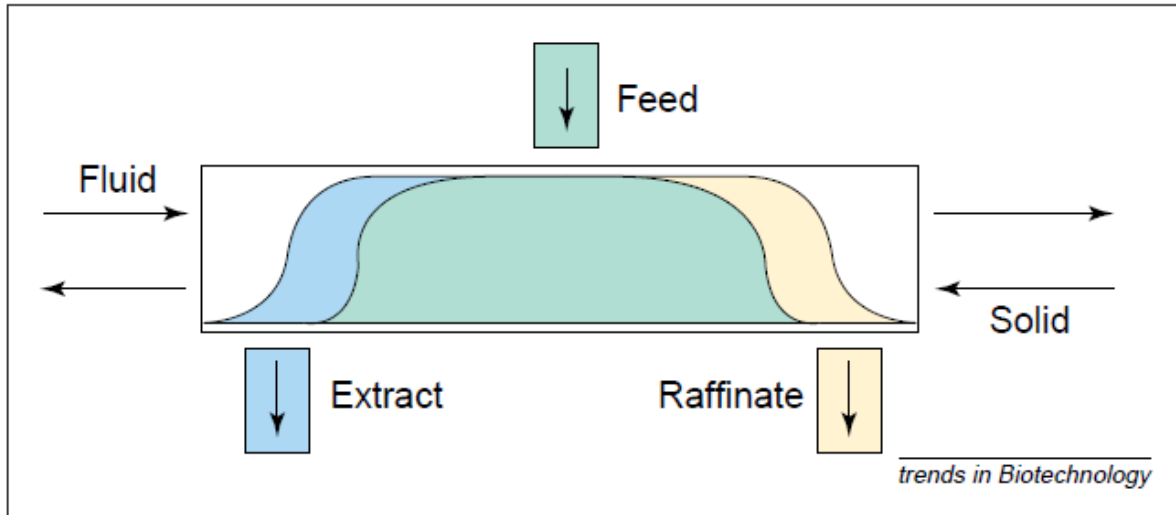 Feed
Fluid
Solid
Extract
Raffinate
trends in Biotechnology